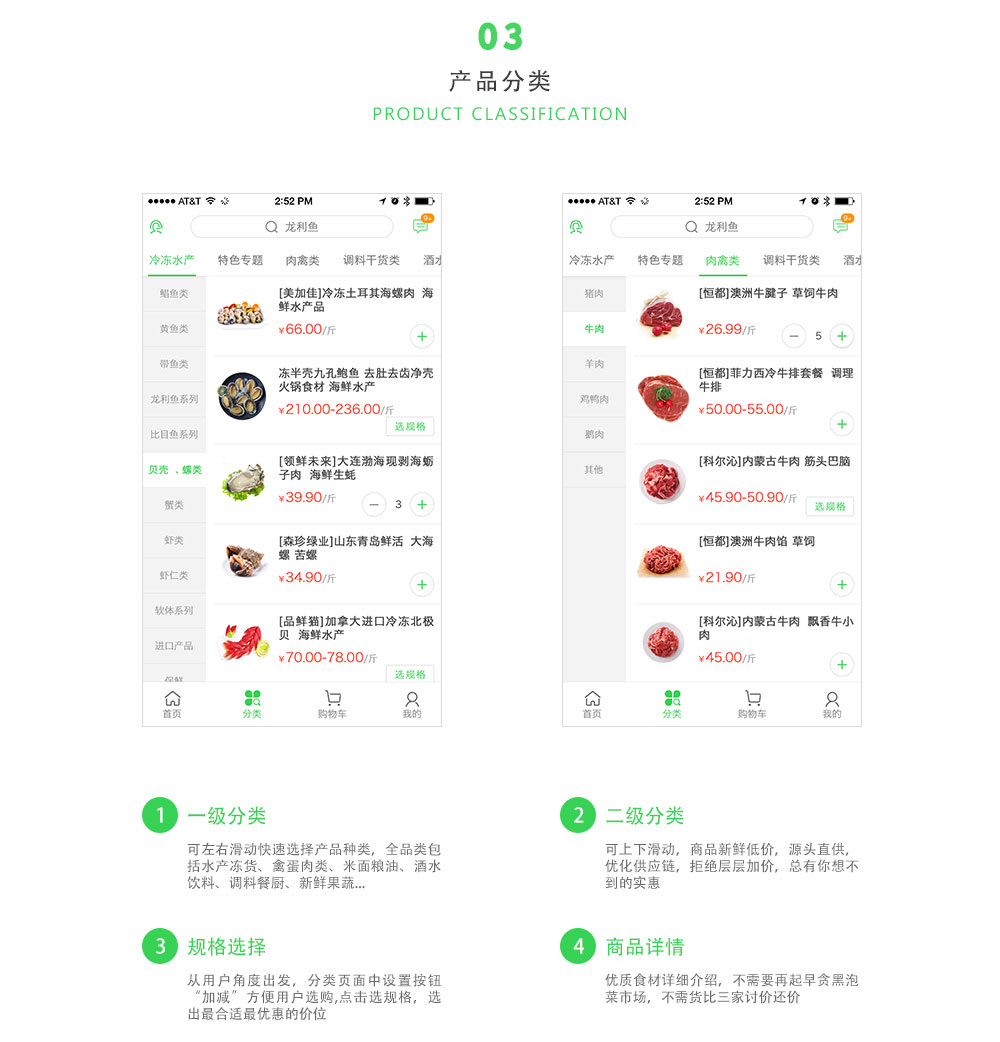 03
产品分类
PRODUCT CLASSIFICATION
AT&T
2:52 PM
龙利鱼
9+
冷冻水产 特色专题 肉禽类 调料干货类 酒水
鲳鱼类
黄鱼类
带鱼类
龙利鱼系列
比目鱼系列
贝壳 、螺类
蟹类
虾类
虾仁类
软体系列
进口产品
保鲜
[美加佳]冷冻土耳其海螺肉 海
鲜水产品
¥66.00/斤
冻半壳九孔鲍鱼 去肚去齿净壳
火锅食材 海鲜水产
¥210.00-236.00/斤
选规格
[领鲜未来]大连渤海现剥海蛎
子肉 海鲜生蚝
¥39.90/斤
3
[森珍绿业]山东青岛鲜活 大海
螺 苦螺
¥34.90/斤
[品鲜猫]加拿大进口冷冻北极
贝 海鲜水产
¥70.00-78.00/斤
选规格
首页 分类 购物车 我的
AT&T
2:52 PM
龙利鱼
9+
冷冻水产 特色专题 肉禽类 调料干货类 酒水
猪肉
牛肉
羊肉
鸡鸭肉
鹅肉
其他
[恒都]澳洲牛腱子 草饲牛肉
¥26.99/斤
5
[恒都]菲力西冷牛排套餐 调理
牛排
¥50.00-55.00/斤
[科尔沁]内蒙古牛肉 筋头巴脑
¥45.90-50.90/斤
选规格
[恒都]澳洲牛肉馅 草饲
¥21.90/斤
[科尔沁]内蒙古牛肉 飘香牛小
肉
¥45.00/斤
首页 分类 购物车 我的
1 一级分类
可左右滑动快速选择产品种类，全品类包
括水产冻货、禽蛋肉类、米面粮油、酒水
饮料、调料餐厨、新鲜果蔬...
2 二级分类
可上下滑动，商品新鲜低价，源头直供，
优化供应链，拒绝层层加价，总有你想不
到的实惠
3 规格选择
从用户角度出发，分类页面中设置按钮
“加减”方便用户选购,点击选规格，选
出最合适最优惠的价位
4 商品详情
优质食材详细介绍，不需要再起早贪黑泡
菜市场，不需货比三家讨价还价